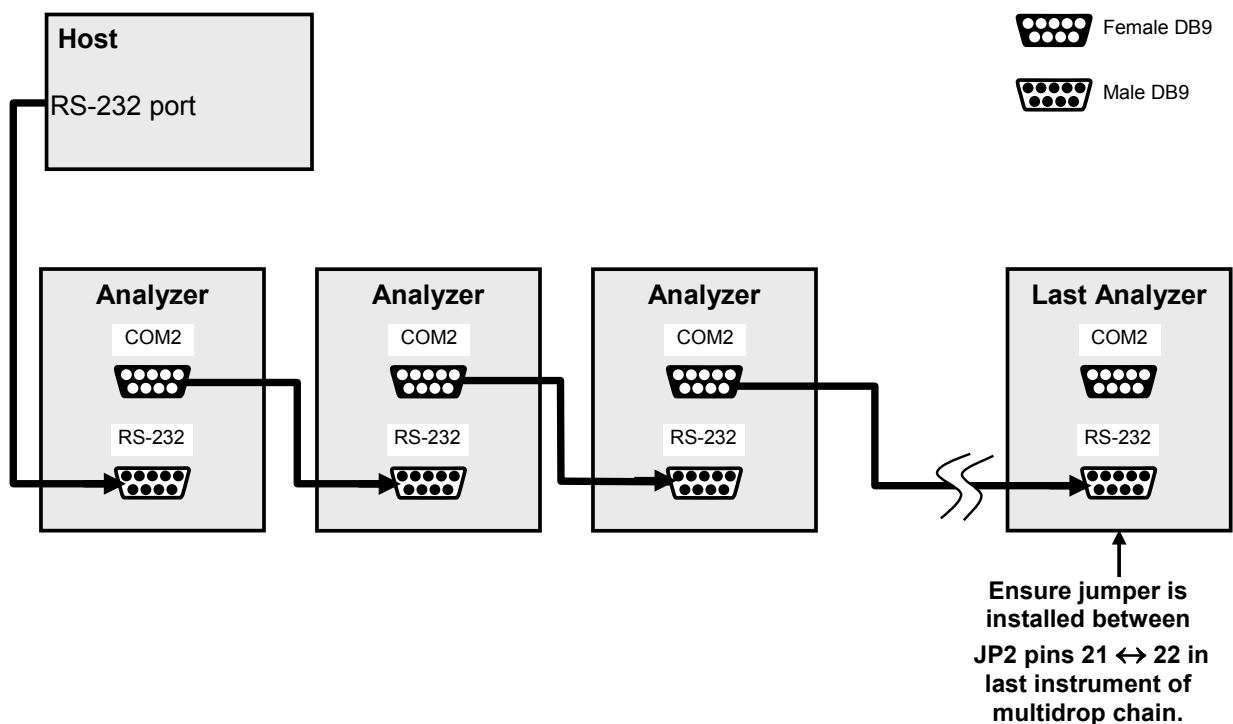 Host
RS-232 port
Female DB9
Male DB9
Analyzer
COM2
RS-232
Analyzer
COM2
RS-232
Analyzer
COM2
RS-232
Last Analyzer
COM2
RS-232
Ensure jumper is
installed between
JP2 pins 21 ↔ 22 in
last instrument of
multidrop chain.